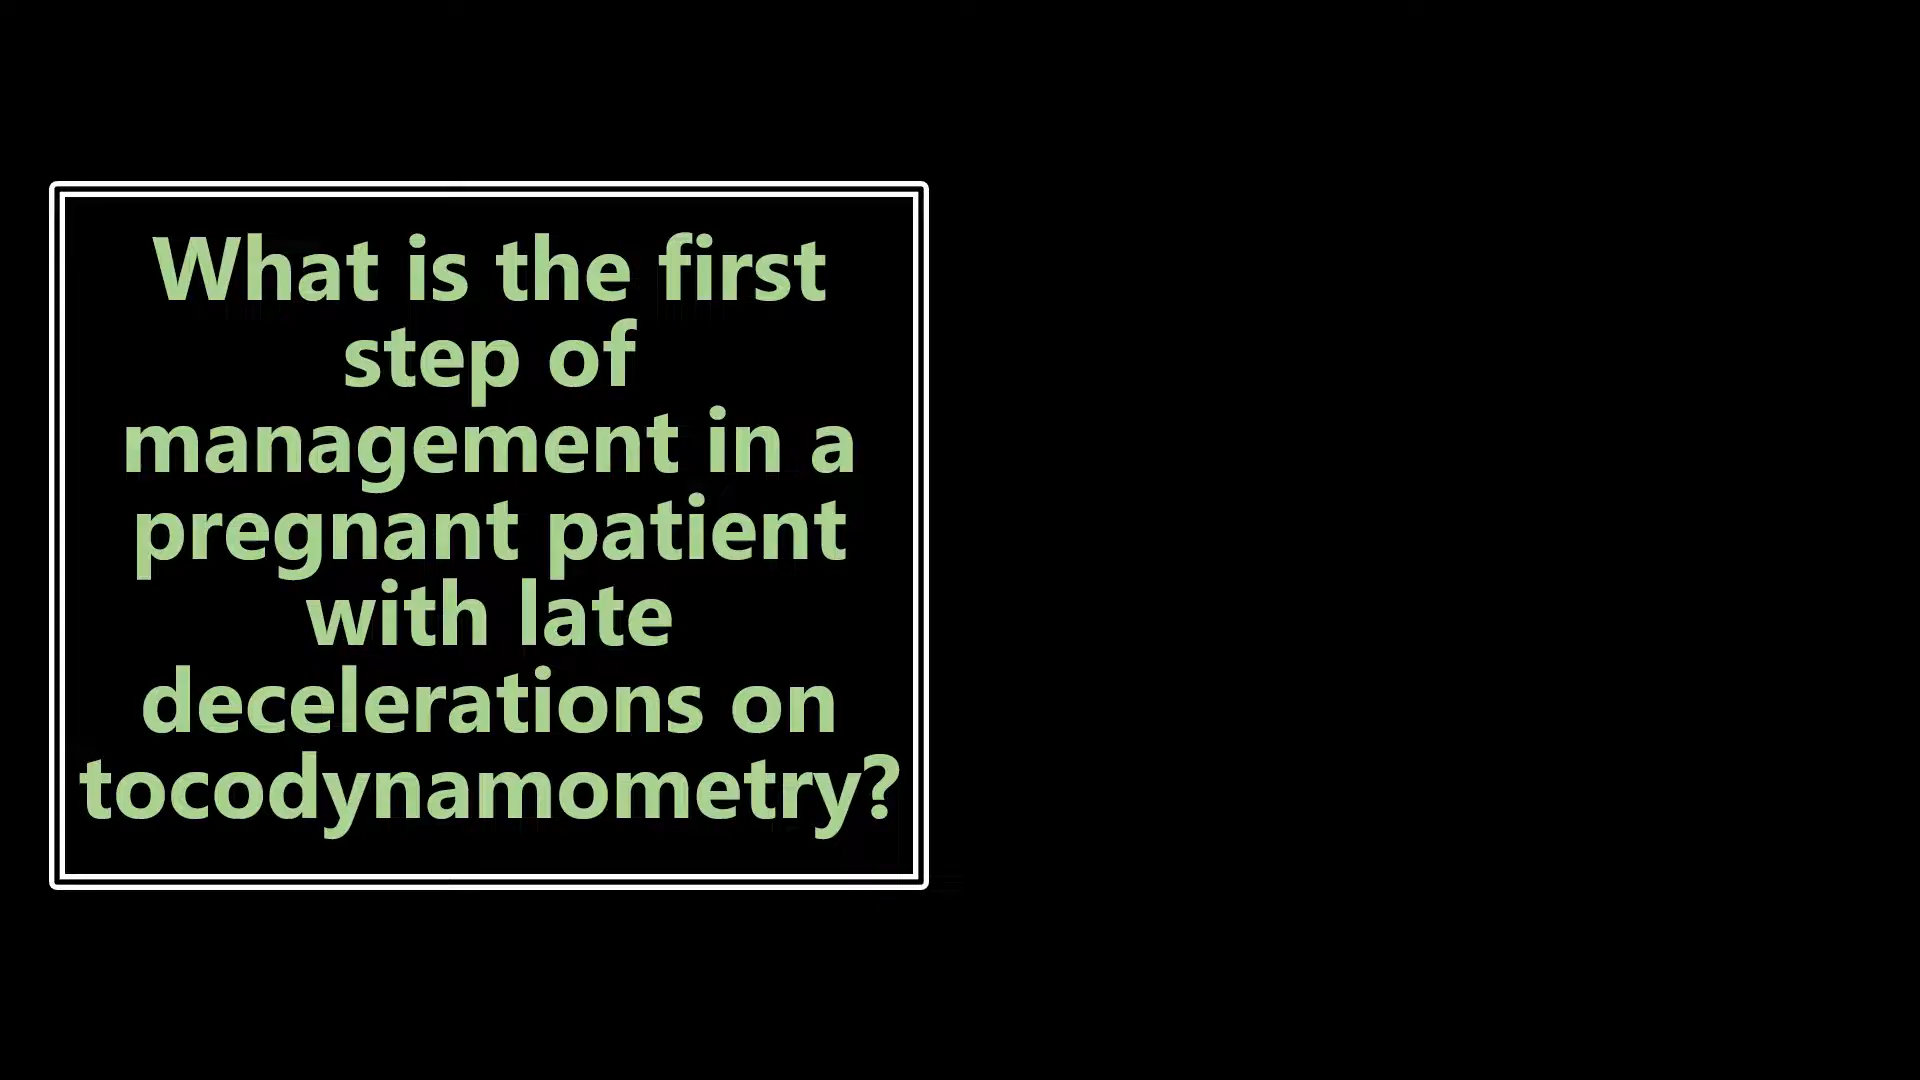 What is the first
step of
management in a
pregnant patient
with late
decelerations on
tocodynamometry?